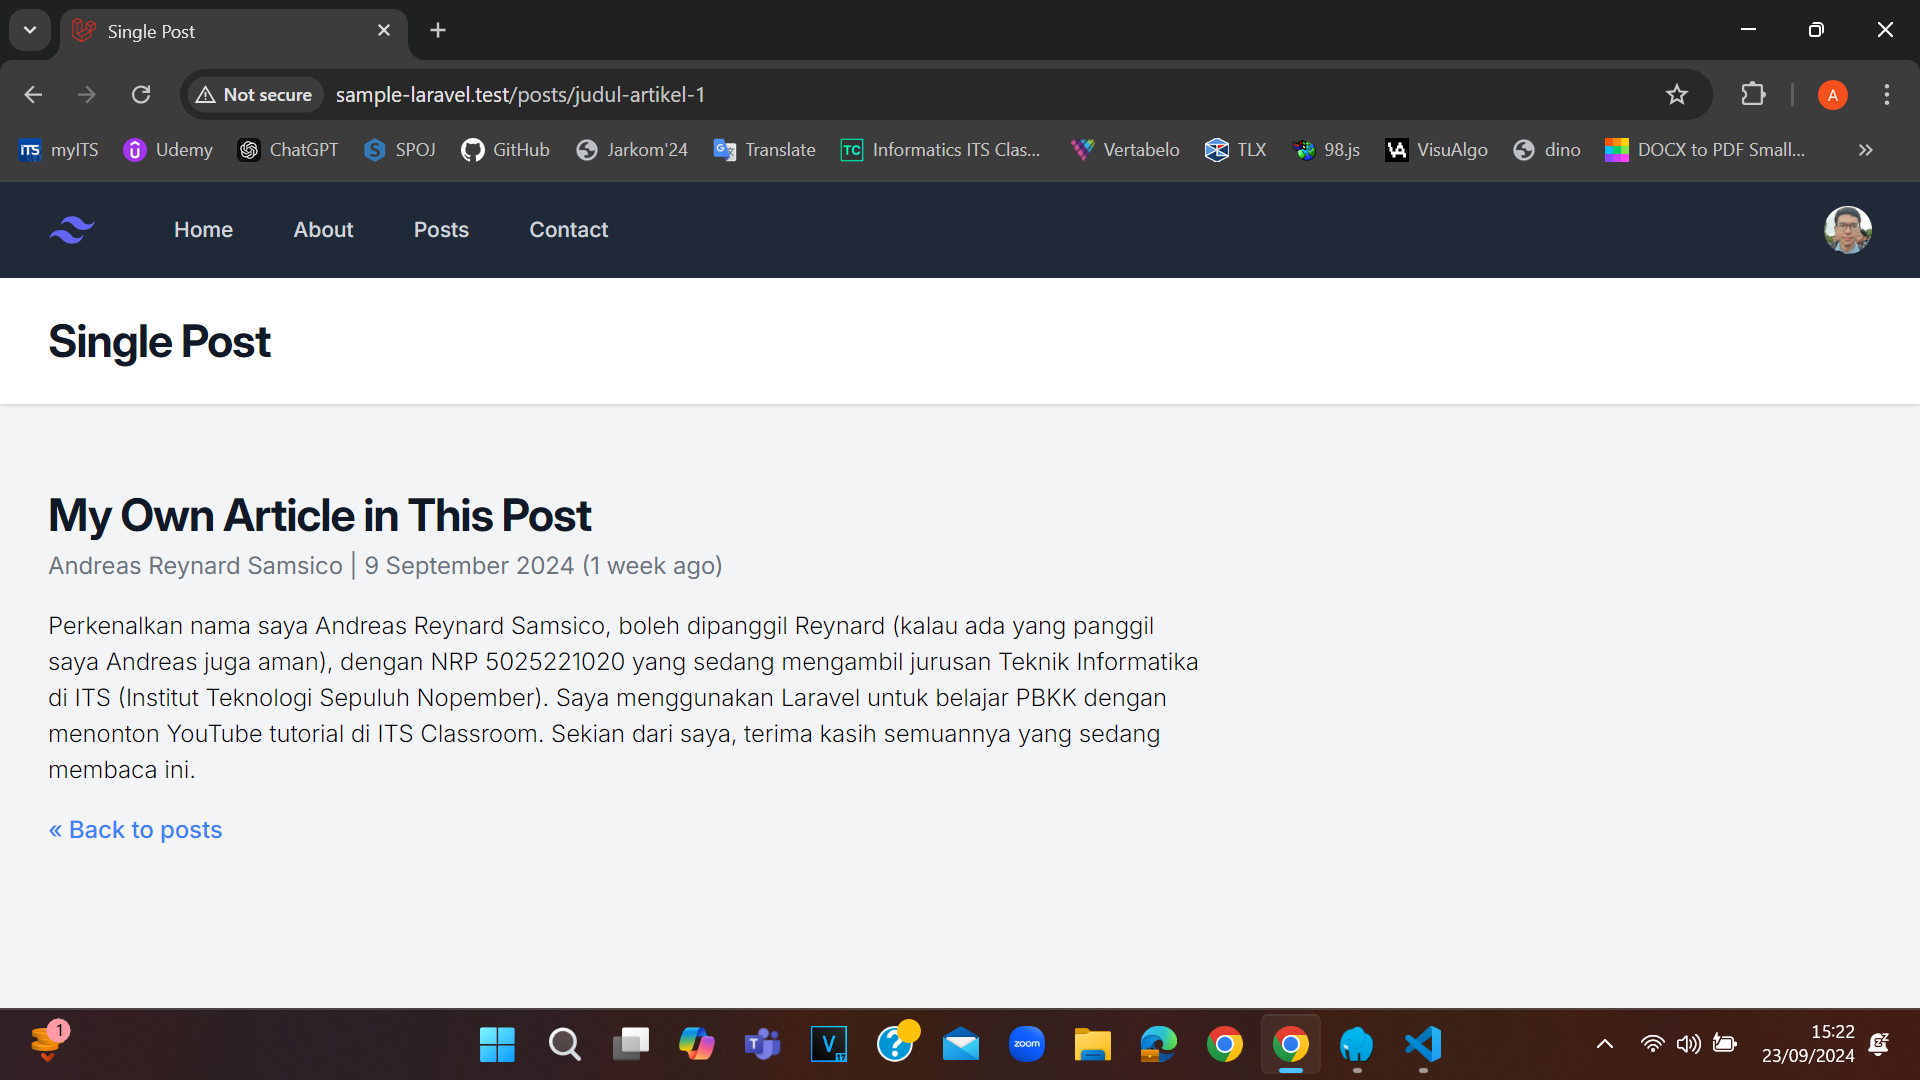 Single Post
Not secure
sample-laravel.test/posts/judul-artikel-1
A
ITS myITS
Udemy
ChatGPT
S SPOJ
GitHub
Jarkom'24
Translate
TC Informatics ITS Clas...
Vertabelo
TLX
98.js
VA VisuAlgo
dino
DOCX to PDF Small...
Home
About
Posts
Contact
Single Post
My Own Article in This Post
Andreas Reynard Samsico | 9 September 2024 (1 week ago)
Perkenalkan nama saya Andreas Reynard Samsico, boleh dipanggil Reynard (kalau ada yang panggil
saya Andreas juga aman), dengan NRP 5025221020 yang sedang mengambil jurusan Teknik Informatika
di ITS (Institut Teknologi Sepuluh Nopember). Saya menggunakan Laravel untuk belajar PBKK dengan
menonton YouTube tutorial di ITS Classroom. Sekian dari saya, terima kasih semuannya yang sedang
membaca ini.
« Back to posts
1
T
V
17
?
zoom
15:22
23/09/2024